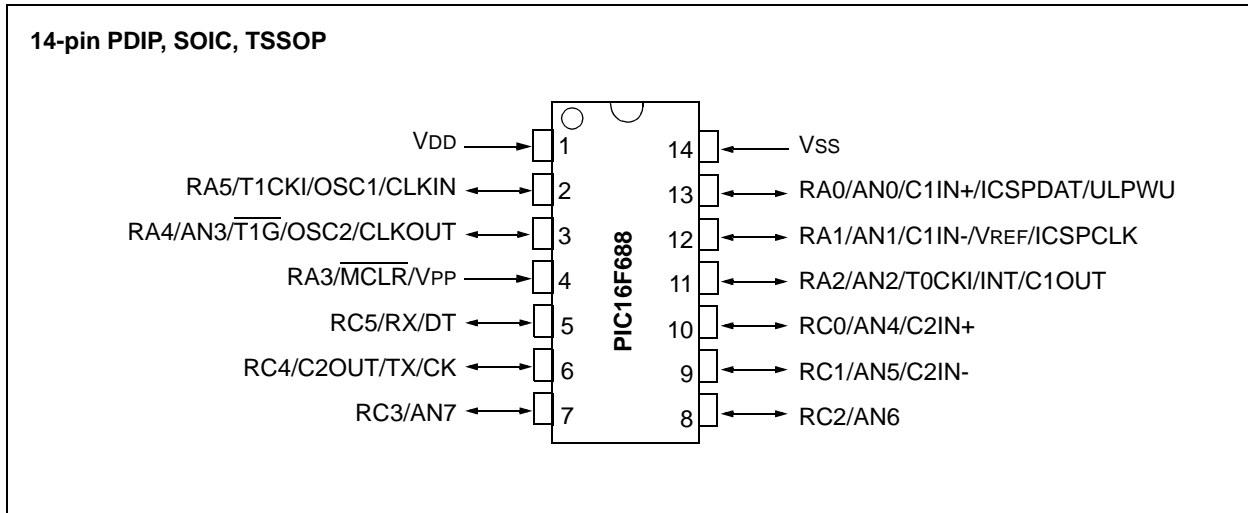 14-pin PDIP, SOIC, TSSOP
VDD 1 14 VSS
RA5/T1CKI/OSC1/CLKIN 2 13 RA0/AN0/C1IN+/ICSPDAT/ULPWU
RA4/AN3/T1G/OSC2/CLKOUT 3 12 RA1/AN1/C1IN-/VREF/ICSPCLK
RA3/MCLR/VPP 4 11 RA2/AN2/T0CKI/INT/C1OUT
RC5/RX/DT 5 10 RC0/AN4/C2IN+
RC4/C2OUT/TX/CK 6 9 RC1/AN5/C2IN-
RC3/AN7 7 8 RC2/AN6
PIC16F688